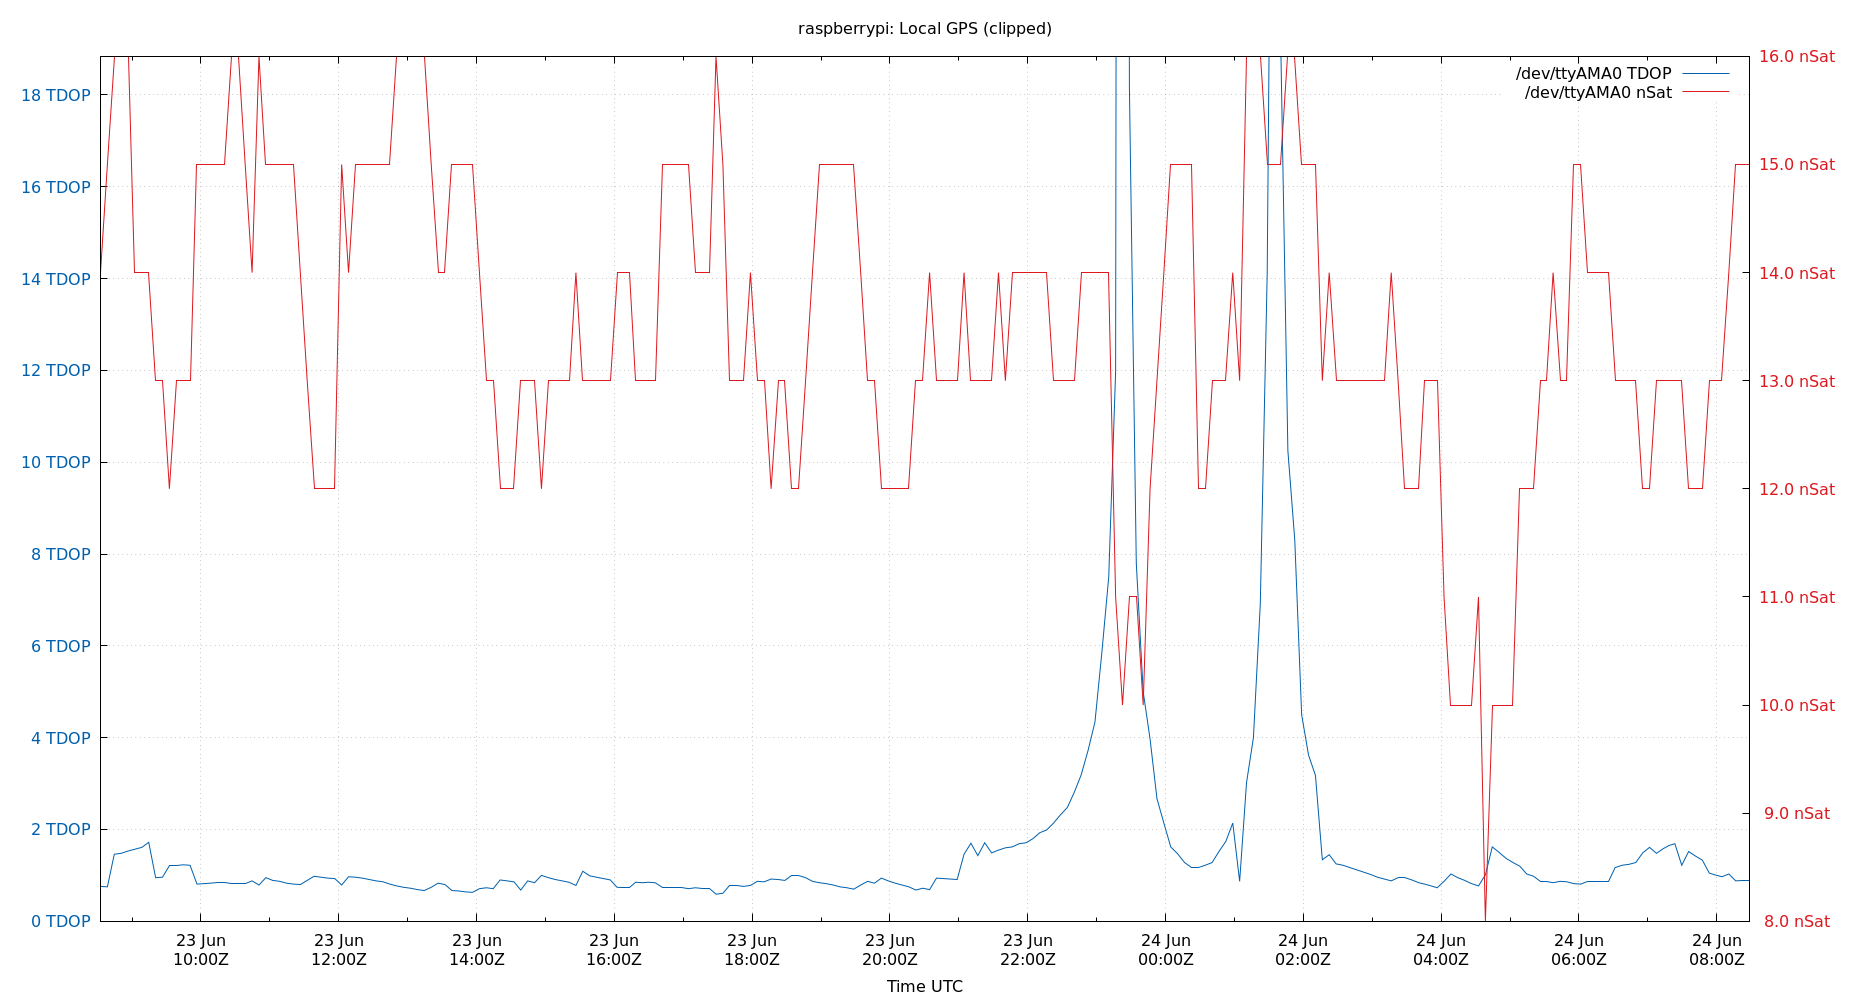 raspberrypi: Local GPS (clipped)
/dev/ttyAMA0 TDOP
/dev/ttyAMA0 nSat
18 TDOP
16 TDOP
14 TDOP
12 TDOP
10 TDOP
8 TDOP
6 TDOP
4 TDOP
2 TDOP
0 TDOP
16.0 nSat
15.0 nSat
14.0 nSat
13.0 nSat
12.0 nSat
11.0 nSat
10.0 nSat
9.0 nSat
8.0 nSat
23 Jun
10:00Z
23 Jun
12:00Z
23 Jun
14:00Z
23 Jun
16:00Z
23 Jun
18:00Z
23 Jun
20:00Z
23 Jun
22:00Z
24 Jun
00:00Z
24 Jun
02:00Z
24 Jun
04:00Z
24 Jun
06:00Z
24 Jun
08:00Z
Time UTC